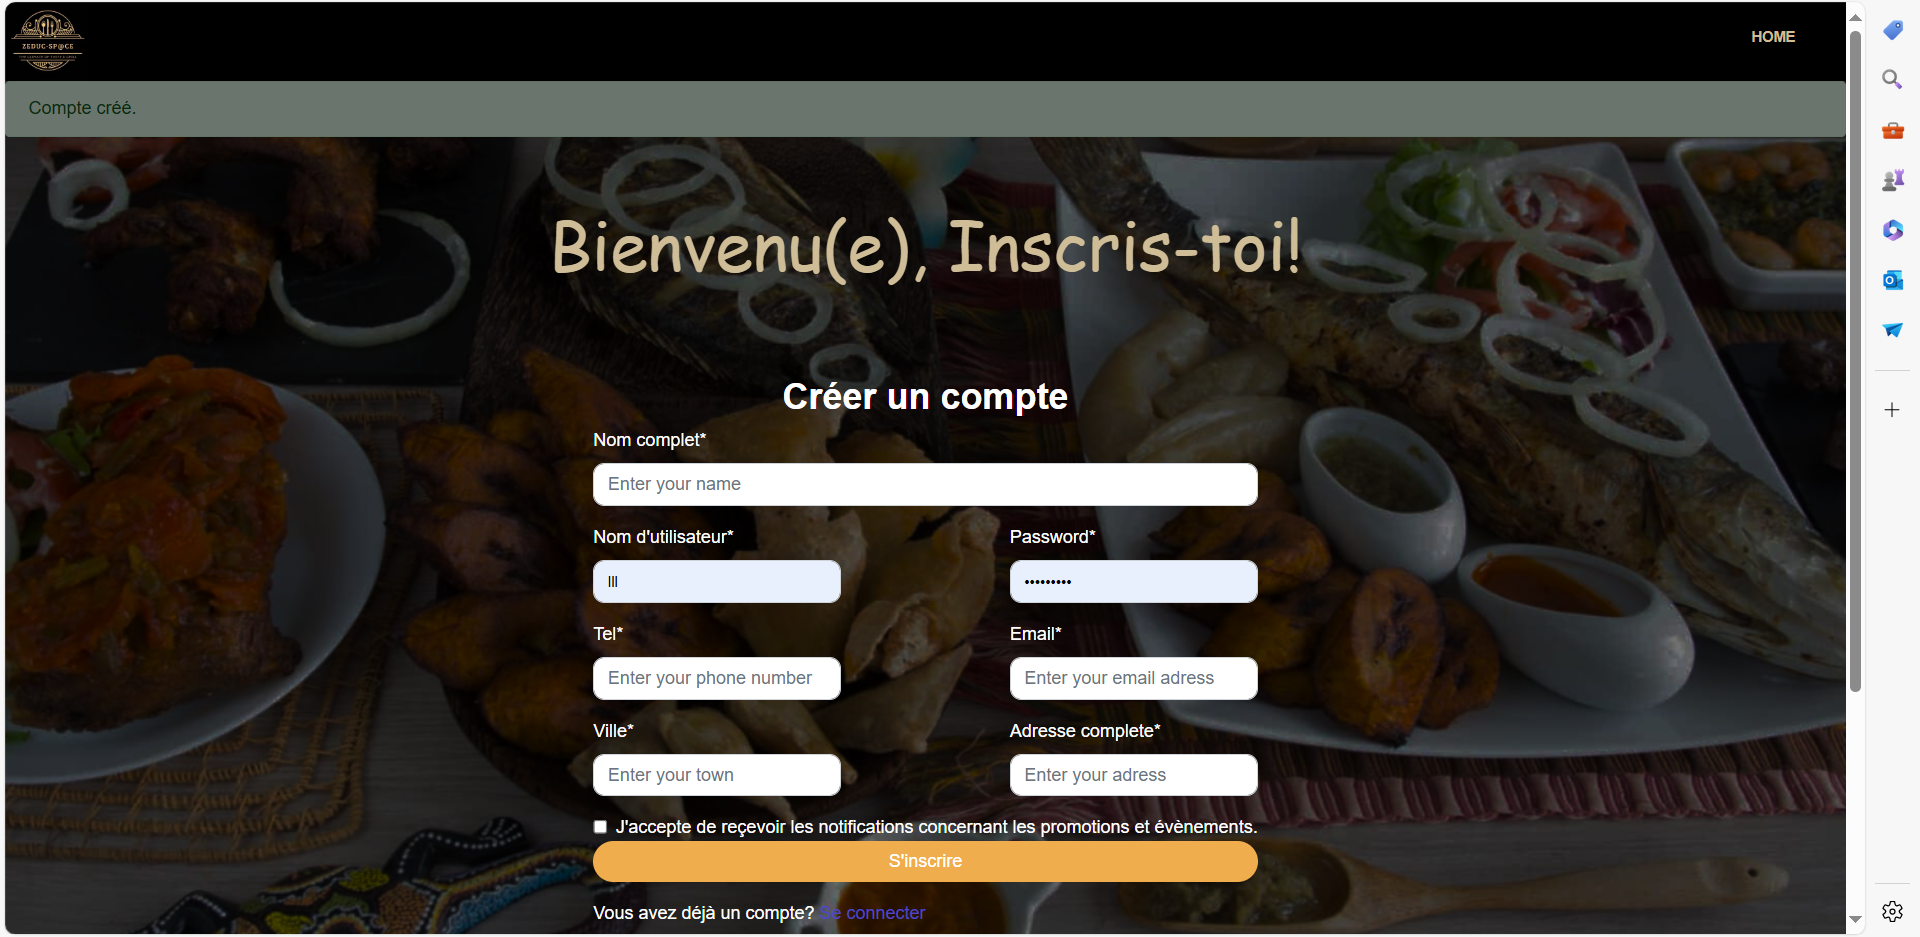 ZEDUC-SP@CE
HOME
Compte créé.
Bienvenu(e), Inscris-toi!
Créer un compte
Nom complet*
Enter your name
Nom d'utilisateur* Password*
lll •••••••••
Tel* Email*
Enter your phone number Enter your email adress
Ville* Adresse complete*
Enter your town Enter your adress
J'accepte de reçevoir les notifications concernant les promotions et évènements.
S'inscrire
Vous avez déjà un compte? Se connecter